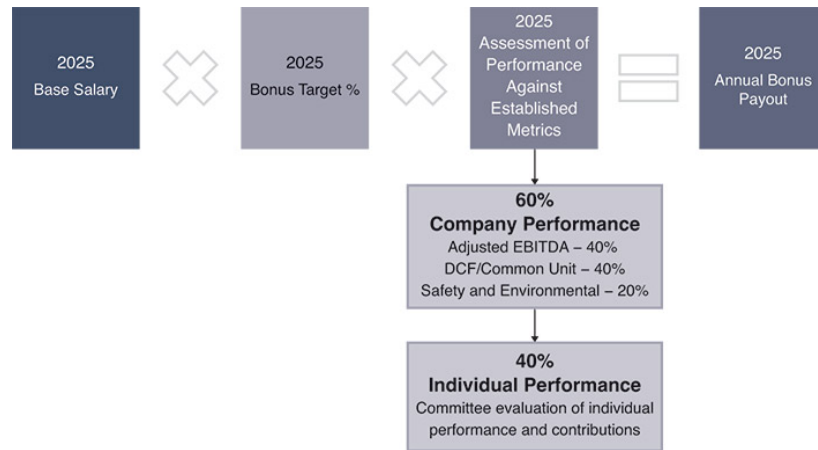 2025
Base Salary
2025
Bonus Target %
2025
Assessment of
Performance
Against
Established
Metrics
2025
Annual Bonus
Payout
60%
Company Performance
Adjusted EBITDA – 40%
DCF/Common Unit – 40%
Safety and Environmental – 20%
40%
Individual Performance
Committee evaluation of individual
performance and contributions